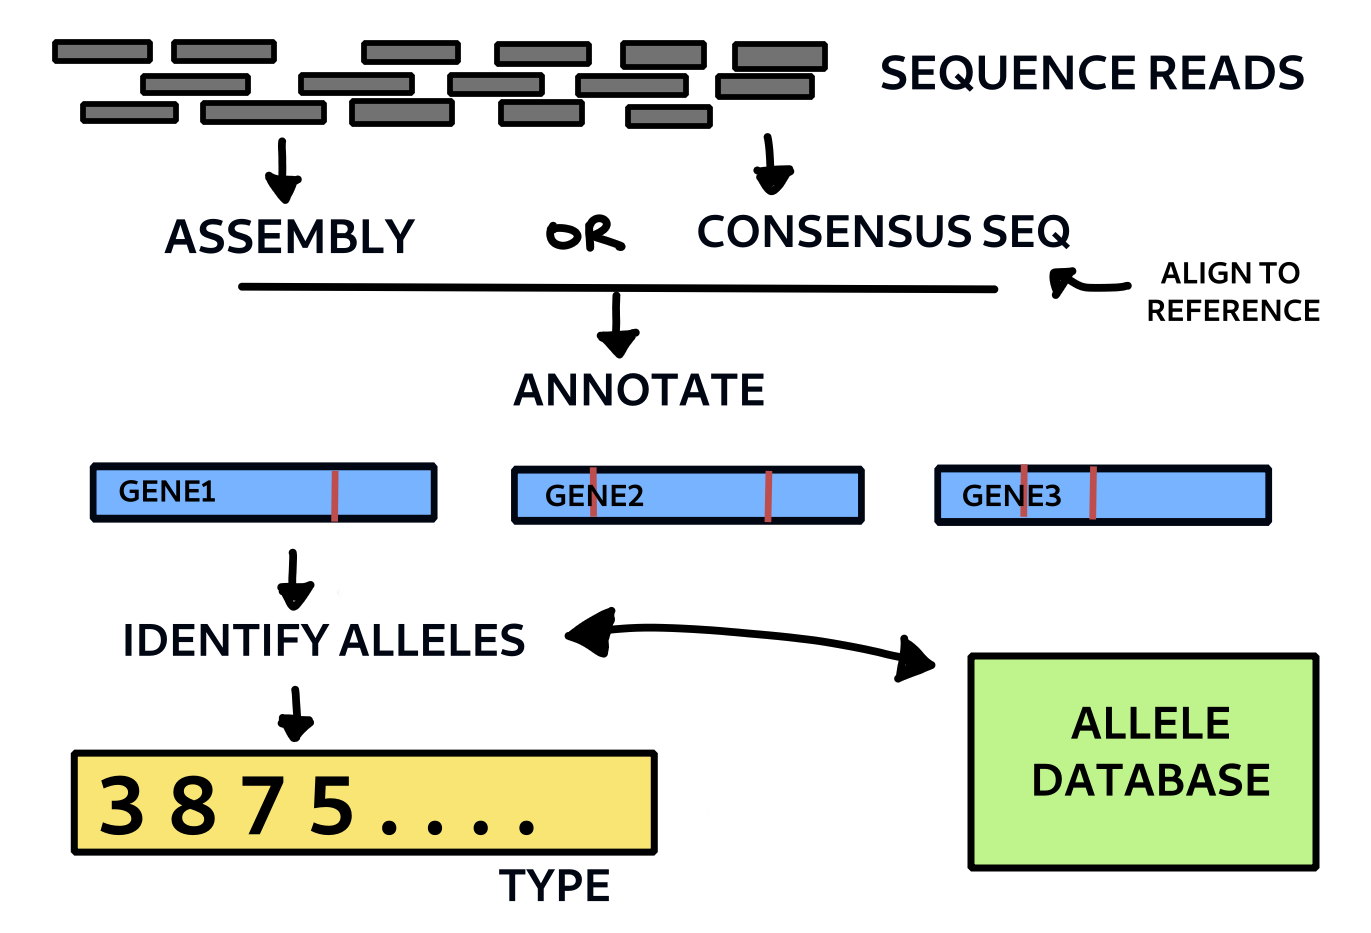 SEQUENCE READS
ASSEMBLY OR CONSENSUS SEQ
ALIGN TO
REFERENCE
ANNOTATE
GENE1 GENE2 GENE3
IDENTIFY ALLELES
ALLELE
DATABASE
3 8 7 5 . . . .
TYPE